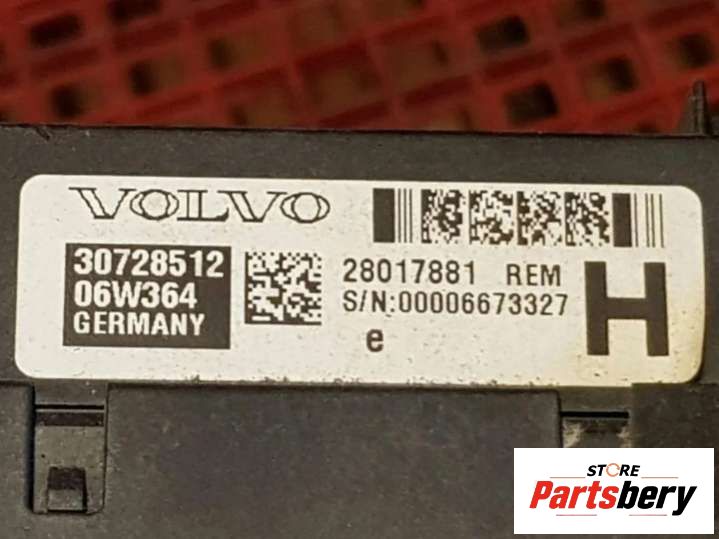 VOLVO
30728512
06W364
GERMANY
28017881 REM
S/N:00006673327
e
H
STORE
Partsbery